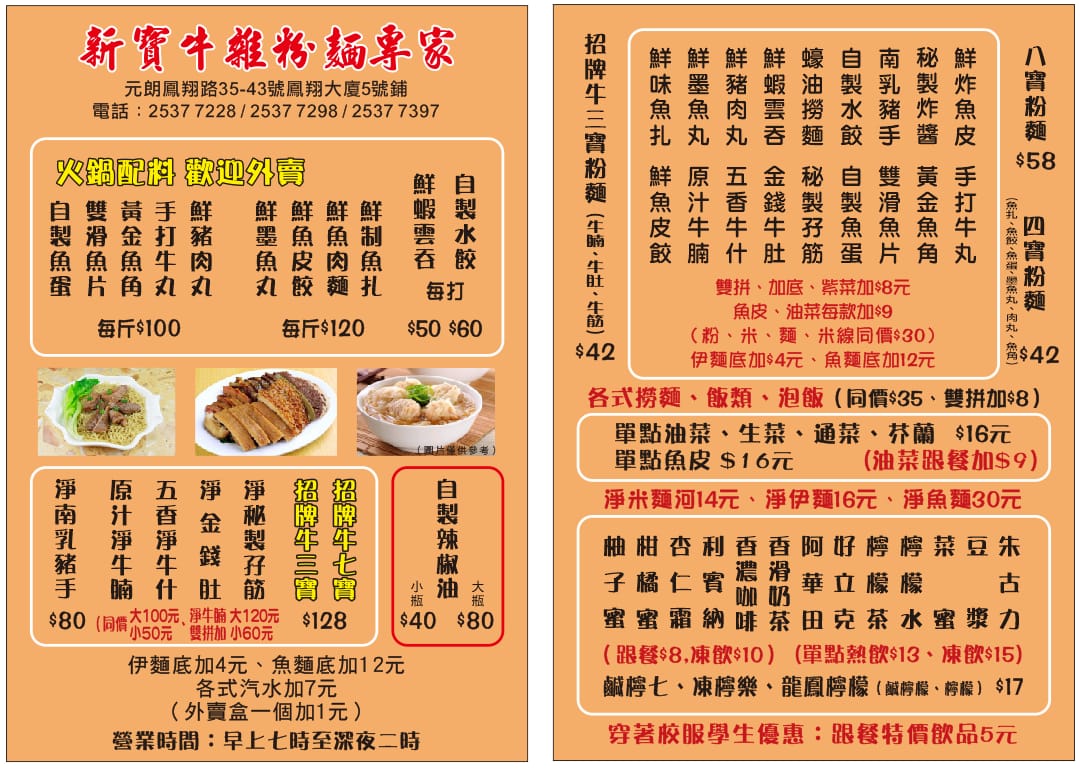 新寶牛雜粉麵專家
元朗鳳翔路35-43號鳳翔大廈5號鋪
電話：2537 7228 / 2537 7298 / 2537 7397
火鍋配料 歡迎外賣
自製水餃
鮮蝦雲吞
每打
$50 $60
鮮制魚扎
鮮魚肉麵
鮮魚皮餃
鮮墨魚丸
每斤$120
鮮豬肉丸
手打牛丸
黃金魚角
雙滑魚片
自製魚蛋
每斤$100
（圖片僅供參考）
招牌牛七寶
招牌牛三寶
$128
淨秘製孖筋
淨金錢肚
五香淨牛什
原汁淨牛腩
淨南乳豬手
$80
(同價 大100元 小50元、淨牛腩 雙拼加 大120元 小60元
自製辣椒油
小瓶 $40
大瓶 $80
伊麵底加4元、魚麵底加12元
各式汽水加7元
（外賣盒一個加1元）
營業時間：早上七時至深夜二時
八寶粉麵
$58
四寶粉麵
（魚扎、魚餃、魚蛋、墨魚丸、肉丸、魚角）
$42
鮮炸魚皮
秘製炸醬
南乳豬手
自製水餃
蠔油撈麵
鮮蝦雲吞
鮮豬肉丸
鮮墨魚丸
鮮味魚扎
手打牛丸
黃金魚角
雙滑魚片
自製魚蛋
秘製孖筋
金錢牛肚
五香牛什
原汁牛腩
鮮魚皮餃
招牌牛三寶粉麵（牛腩、牛肚、牛筋）
$42
雙拼、加底、紫菜加$8元
魚皮、油菜每款加$9
（粉、米、麵、米線同價$30）
伊麵底加$4元、魚麵底加12元
各式撈麵、飯類、泡飯（同價$35、雙拼加$8）
單點油菜、生菜、通菜、芥蘭 $16元
單點魚皮 $16元 (油菜跟餐加$9)
淨米麵河14元、淨伊麵16元、淨魚麵30元
朱古力
豆漿
菜蜜
檸檬水
檸檬茶
好立克
阿華田
香滑奶茶
香濃咖啡
利賓納
杏仁霜
柑橘蜜
柚子蜜
（跟餐$8,凍飲$10）（單點熱飲$13、凍飲$15）
鹹檸七、凍檸樂、龍鳳檸檬（鹹檸檬、檸檬）$17
穿著校服學生優惠：跟餐特價飲品5元